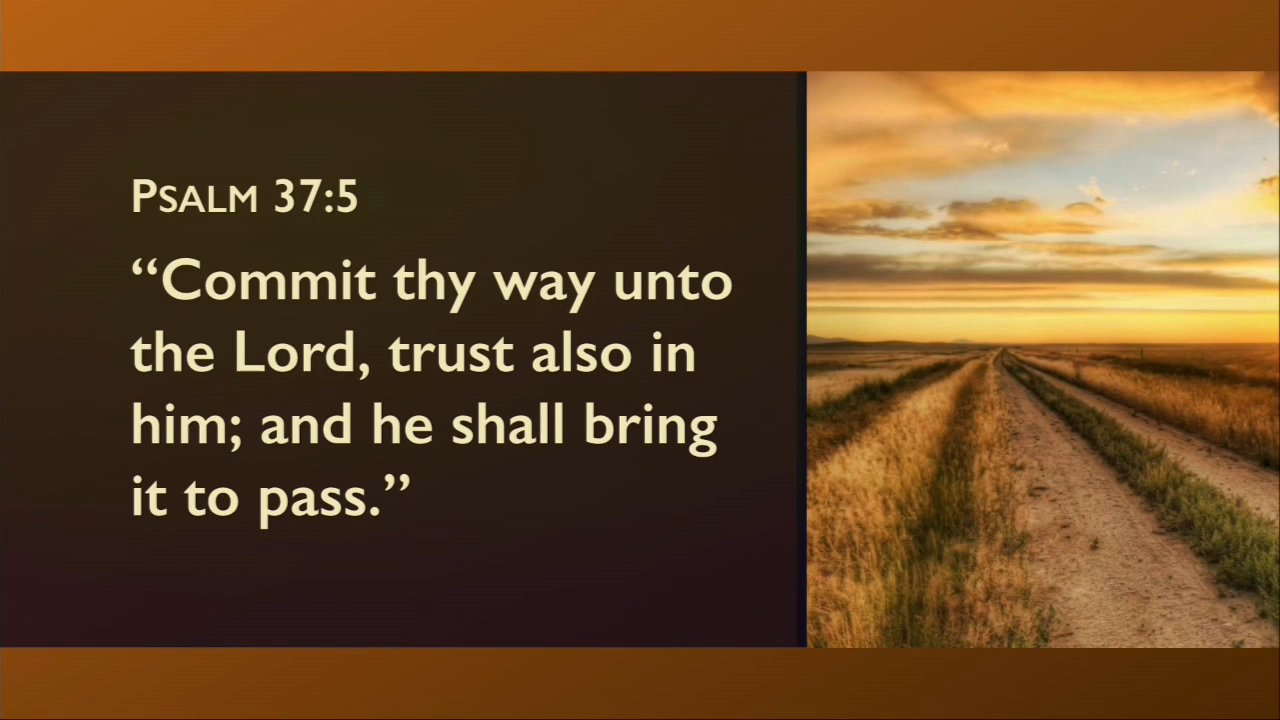 PSALM 37:5
“Commit thy way unto
the Lord, trust also in
him; and he shall bring
it to pass.”